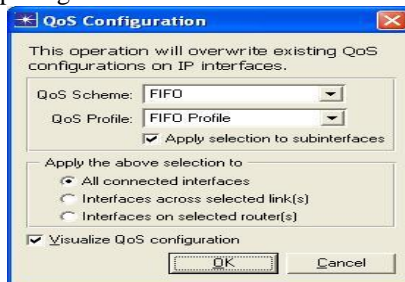 QoS Configuration
This operation will overwrite existing QoS
configurations on IP interfaces.
QoS Scheme: FIFO
QoS Profile: FIFO Profile
Apply selection to subinterfaces
Apply the above selection to
All connected interfaces
Interfaces across selected link(s)
Interfaces on selected router(s)
Visualize QoS configuration
OK Cancel